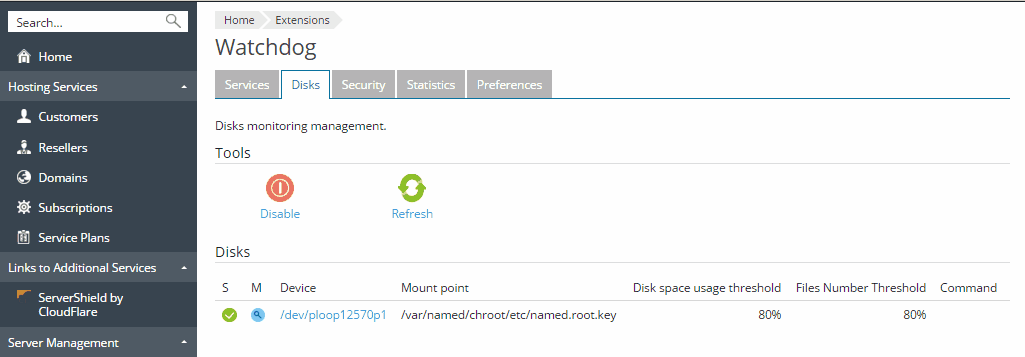 Search...
Home
Hosting Services
Customers
Resellers
Domains
Subscriptions
Service Plans
Links to Additional Services
ServerShield by
CloudFlare
Server Management
Home Extensions
Watchdog
Services Disks Security Statistics Preferences
Disks monitoring management.
Tools
Disable Refresh
Disks
S M Device Mount point Disk space usage threshold Files Number Threshold Command
/dev/ploop12570p1 /var/named/chroot/etc/named.root.key 80% 80%